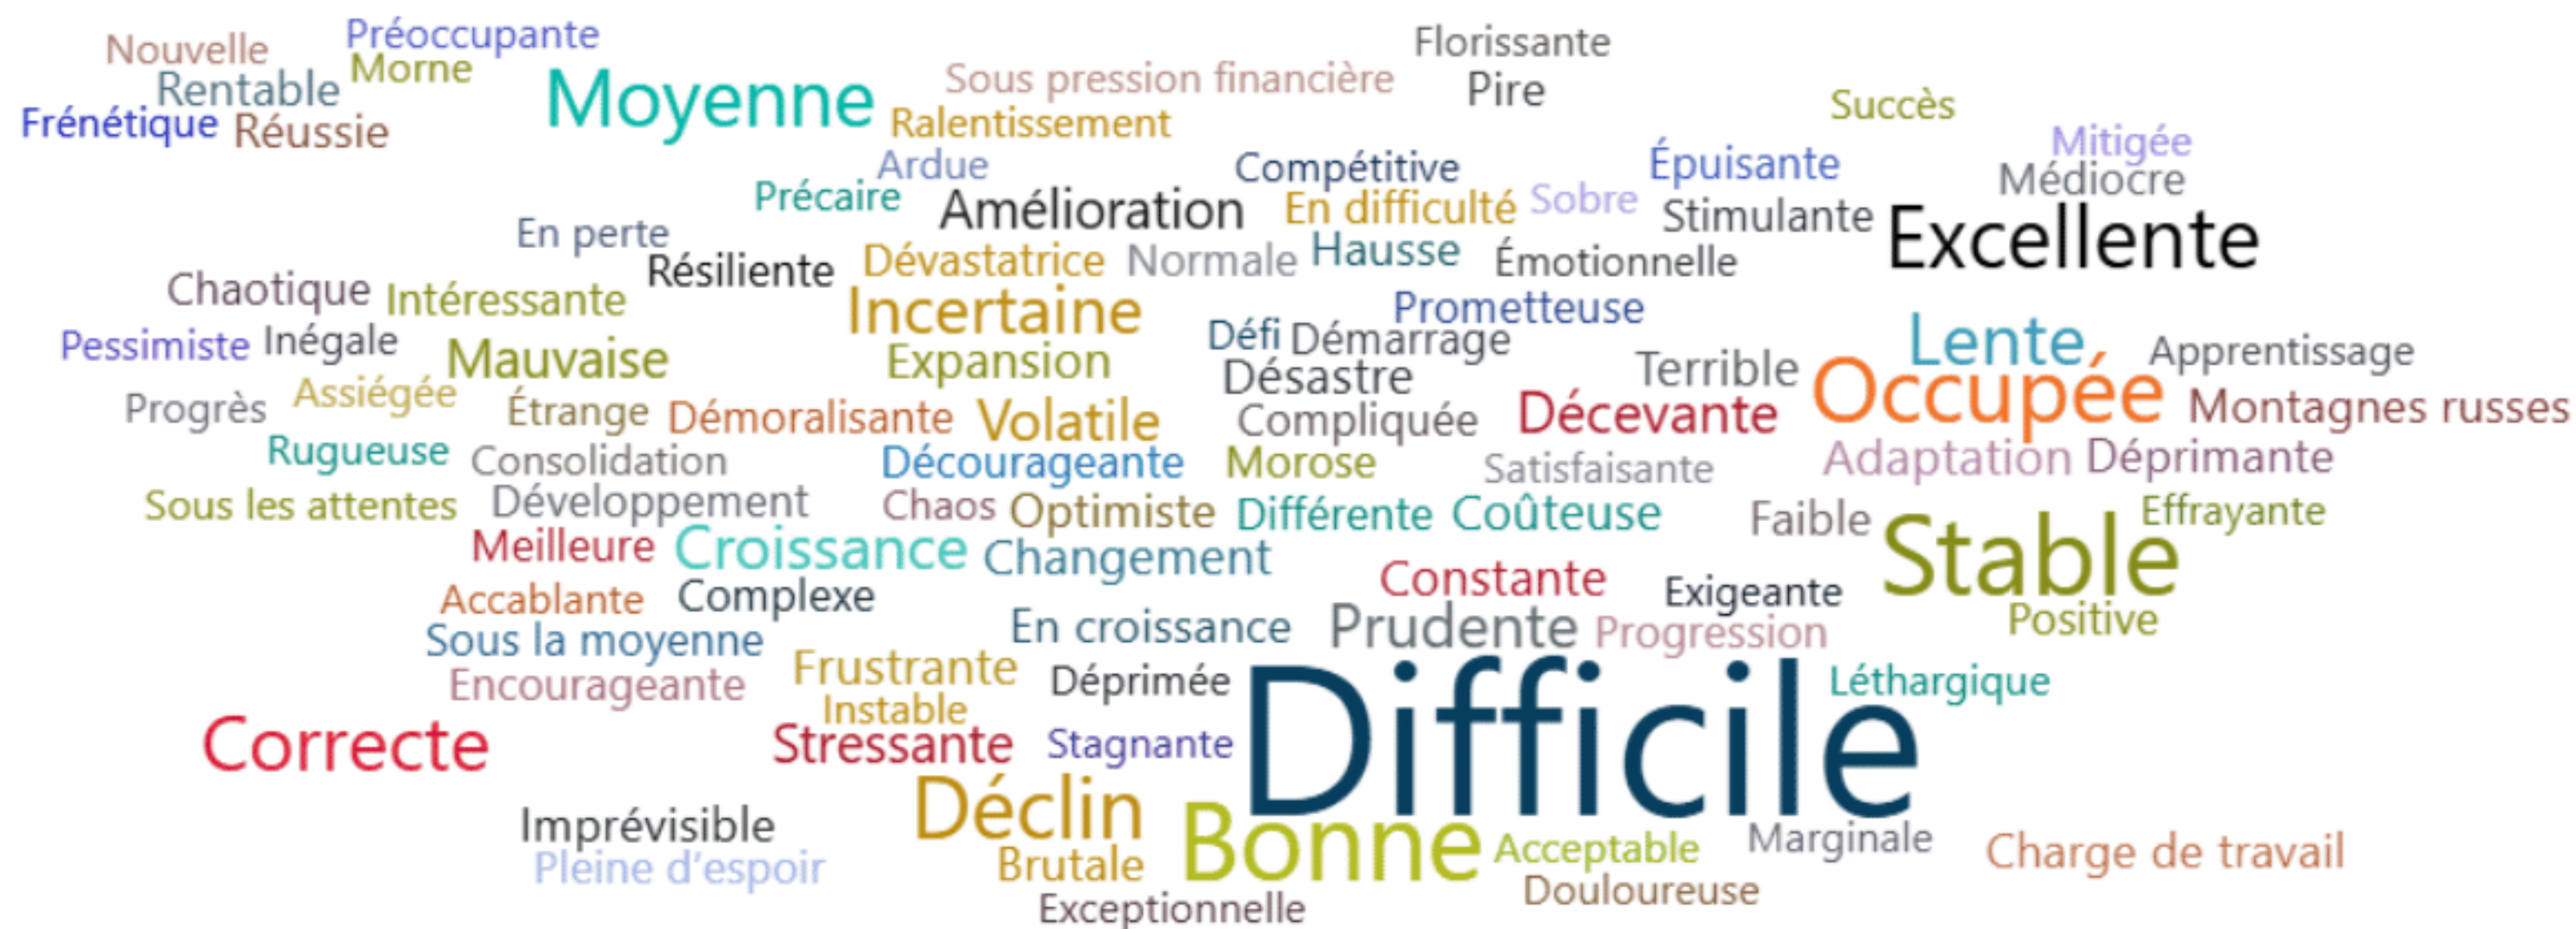 Préoccupante
Nouvelle
Florissante
Morne
Sous pression financière
Rentable
Pire
Moyenne
Succès
Frénétique
Réussie
Ralentissement
Mitigée
Ardue
Compétitive
Épuisante
Médiocre
Précaire
Amélioration
En difficulté
Sobre
Stimulante
En perte
Excellente
Résiliente
Dévastatrice
Normale
Hausse
Émotionnelle
Chaotique
Intéressante
Incertaine
Prometteuse
Pessimiste
Inégale
Défi
Démarrage
Lente
Apprentissage
Mauvaise
Expansion
Désastre
Terrible
Occupée
Progrès
Assiégée
Étrange
Démoralisante
Volatile
Compliquée
Décevante
Montagnes russes
Rugueuse
Consolidation
Décourageante
Morose
Satisfaisante
Adaptation
Déprimante
Sous les attentes
Développement
Chaos
Optimiste
Différente
Coûteuse
Faible
Effrayante
Meilleure
Croissance
Changement
Stable
Constante
Accablante
Complexe
Exigeante
Sous la moyenne
En croissance
Prudente
Progression
Positive
Encourageante
Frustrante
Déprimée
Léthargique
Instable
Difficile
Correcte
Stressante
Stagnante
Déclin
Imprévisible
Bonne
Acceptable
Marginale
Charge de travail
Pleine d’espoir
Brutale
Douloureuse
Exceptionnelle